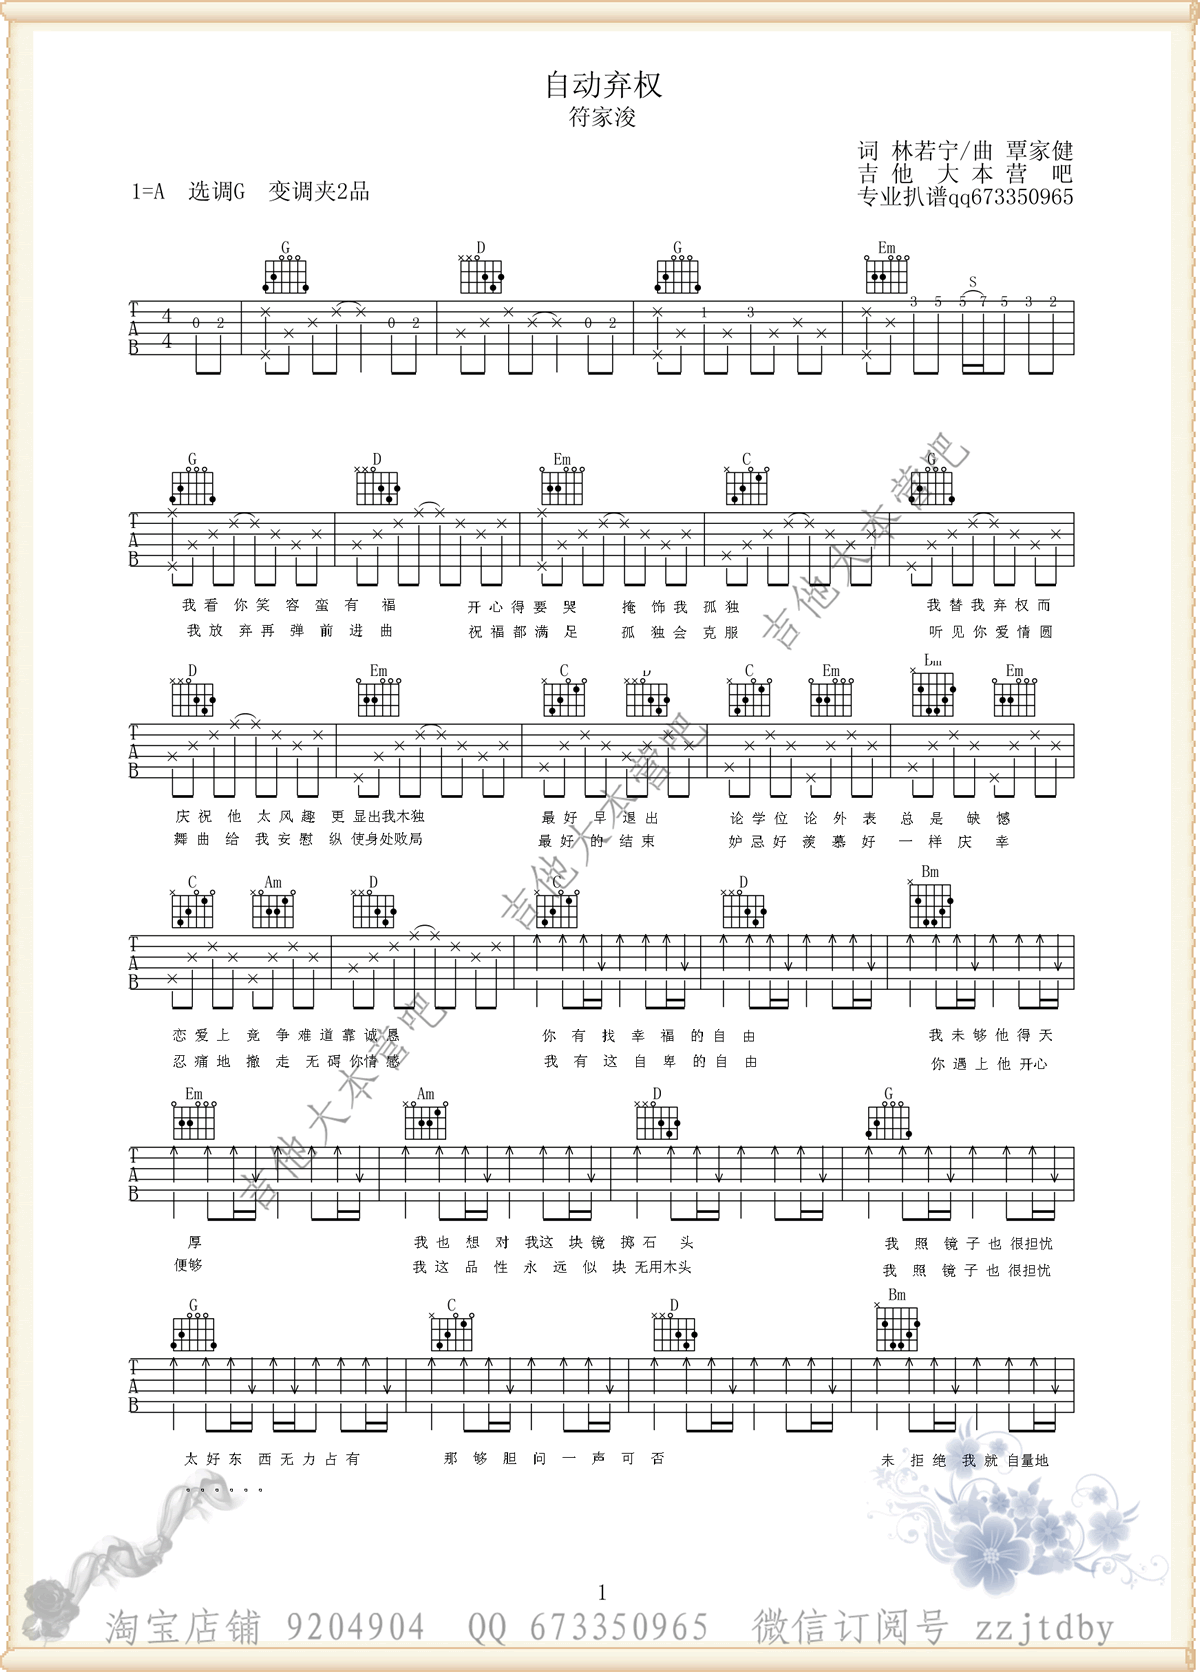 自动弃权
符家浚
词 林若宁/曲 覃家健
吉 他 大 本 营 吧
1=A 选调G 变调夹2品
专业扒谱qq673350965
G D G Em
S
4 0 2 0 2 0 2 1 3 3 5 5 7 5 3 2
4
T
A
B
G D Em C G
T
A
B
我看你笑容蛮有福 开心得要哭 掩饰我孤独 我替我弃权而
我放弃再弹前进曲 祝福都满足 孤独会克服 听见你爱情圆
D Em C D C Em Bm Em
T
A
B
庆祝他太风趣更显出我木独 最好早退出 论学位论外表总是缺憾
舞曲给我安慰纵使身处败局 最好的结束 妒忌好羡慕好一样庆幸
C Am D C D Bm
T
A
B
恋爱上竟争难道靠诚恳 你有找幸福的自由 我未够他得天
忍痛地撤走无碍你情感 我有这自卑的自由 你遇上他开心
Em Am D G
T
A
B
厚 我也想对我这块镜掷石头 我照镜子也很担忧
便够 我这品性永远似块无用木头 我照镜子也很担忧
G C D Bm
T
A
B
太好东西无力占有 那够胆问一声可否 未拒绝我就自量地
。。。。。。
吉他大本营吧
吉他大本营吧
吉他大本营吧
1
淘宝店铺 9204904 QQ 673350965 微信订阅号 zzjtdby